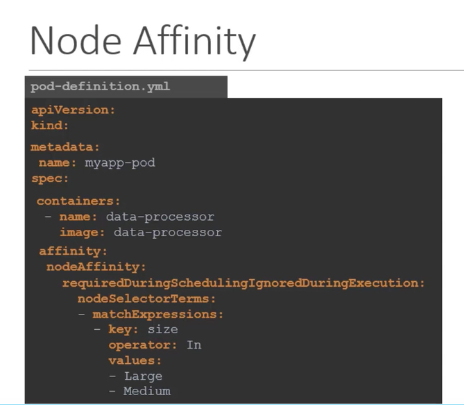 Node Affinity
pod-definition.yml
apiVersion:
kind:
metadata:
name: myapp-pod
spec:
containers:
- name: data-processor
image: data-processor
affinity:
nodeAffinity:
requiredDuringSchedulingIgnoredDuringExecution:
nodeSelectorTerms:
- matchExpressions:
- key: size
operator: In
values:
- Large
- Medium